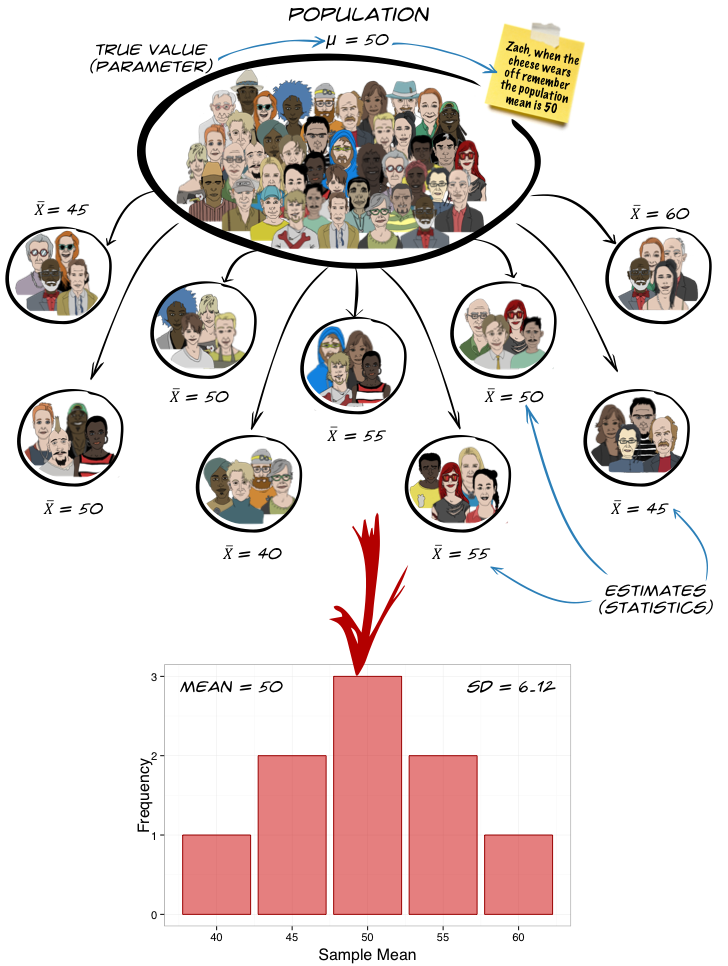 POPULATION
μ = 50
TRUE VALUE
(PARAMETER)
Zach, when the
cheese wears
off remember
the population
mean is 50
X̄ = 45
X̄ = 60
X̄ = 50
X̄ = 50
X̄ = 55
X̄ = 50
X̄ = 45
X̄ = 40
X̄ = 55
ESTIMATES
(STATISTICS)
MEAN = 50
SD = 6.12
Frequency
3
2
1
0
40 45 50 55 60
Sample Mean